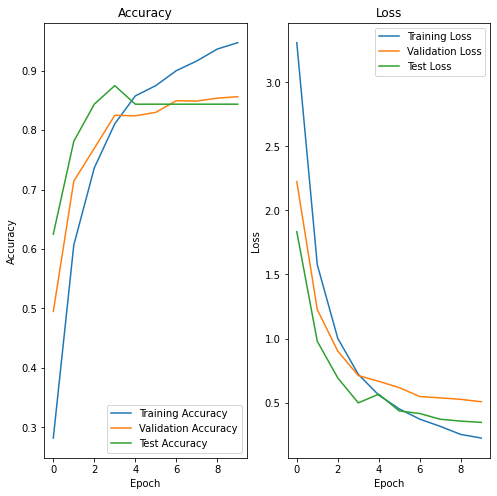 Accuracy
Accuracy
0.9
0.8
0.7
0.6
0.5
0.4
0.3
0 2 4 6 8
Epoch
Training Accuracy
Validation Accuracy
Test Accuracy
Loss
Loss
3.0
2.5
2.0
1.5
1.0
0.5
0 2 4 6 8
Epoch
Training Loss
Validation Loss
Test Loss